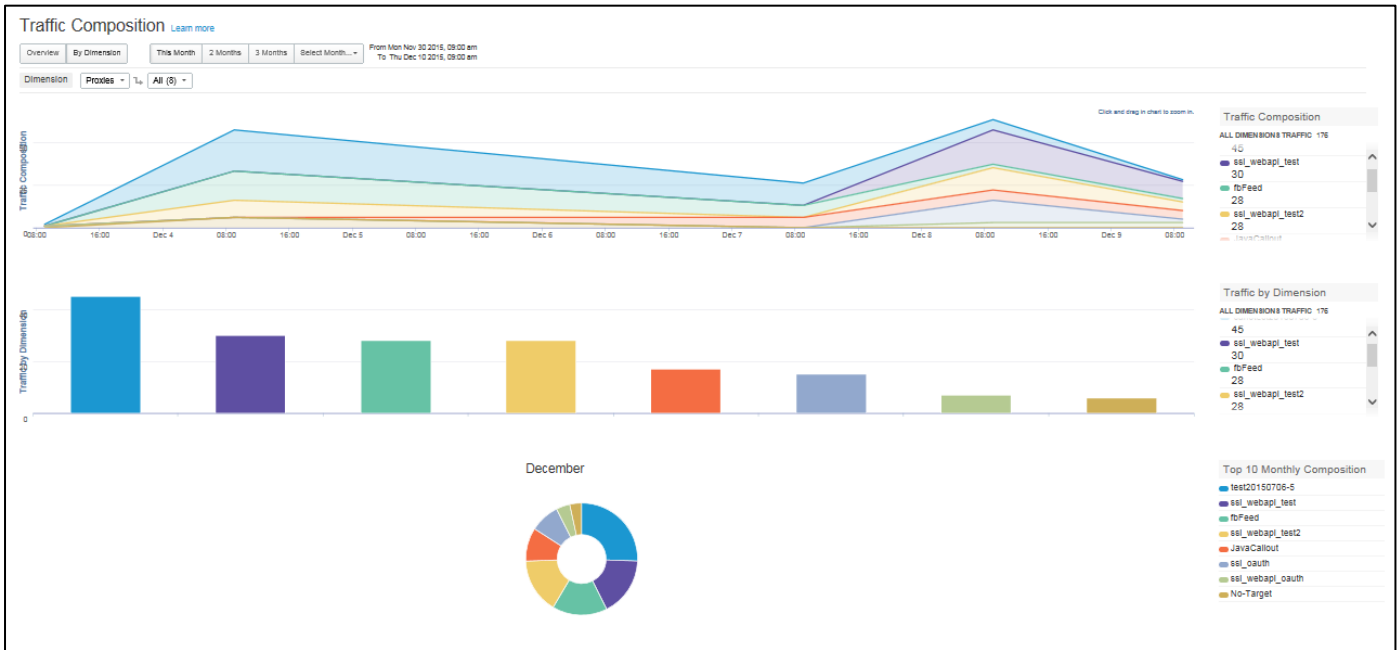 Traffic Composition Learn more
Overview By Dimension This Month 2 Months 3 Months Select Month... From Mon Nov 30 2015, 09:00 am
To Thu Dec 10 2015, 09:00 am
Dimension Proxies All (8)
Click and drag in chart to zoom in.
Traffic Composition
0
08:00 16:00 Dec 4 08:00 16:00 Dec 5 08:00 16:00 Dec 6 08:00 16:00 Dec 7 08:00 16:00 Dec 8 08:00 16:00 Dec 9 08:00
Traffic Composition
ALL DIMENSIONS TRAFFIC 176
45
ssl_webapi_test
30
fbFeed
28
ssl_webapi_test2
28
JavaCallout
Traffic by Dimension
0
Traffic by Dimension
ALL DIMENSIONS TRAFFIC 176
45
ssl_webapi_test
30
fbFeed
28
ssl_webapi_test2
28
December
Top 10 Monthly Composition
test20150706-5
ssl_webapi_test
fbFeed
ssl_webapi_test2
JavaCallout
ssl_oauth
ssl_webapi_oauth
No-Target